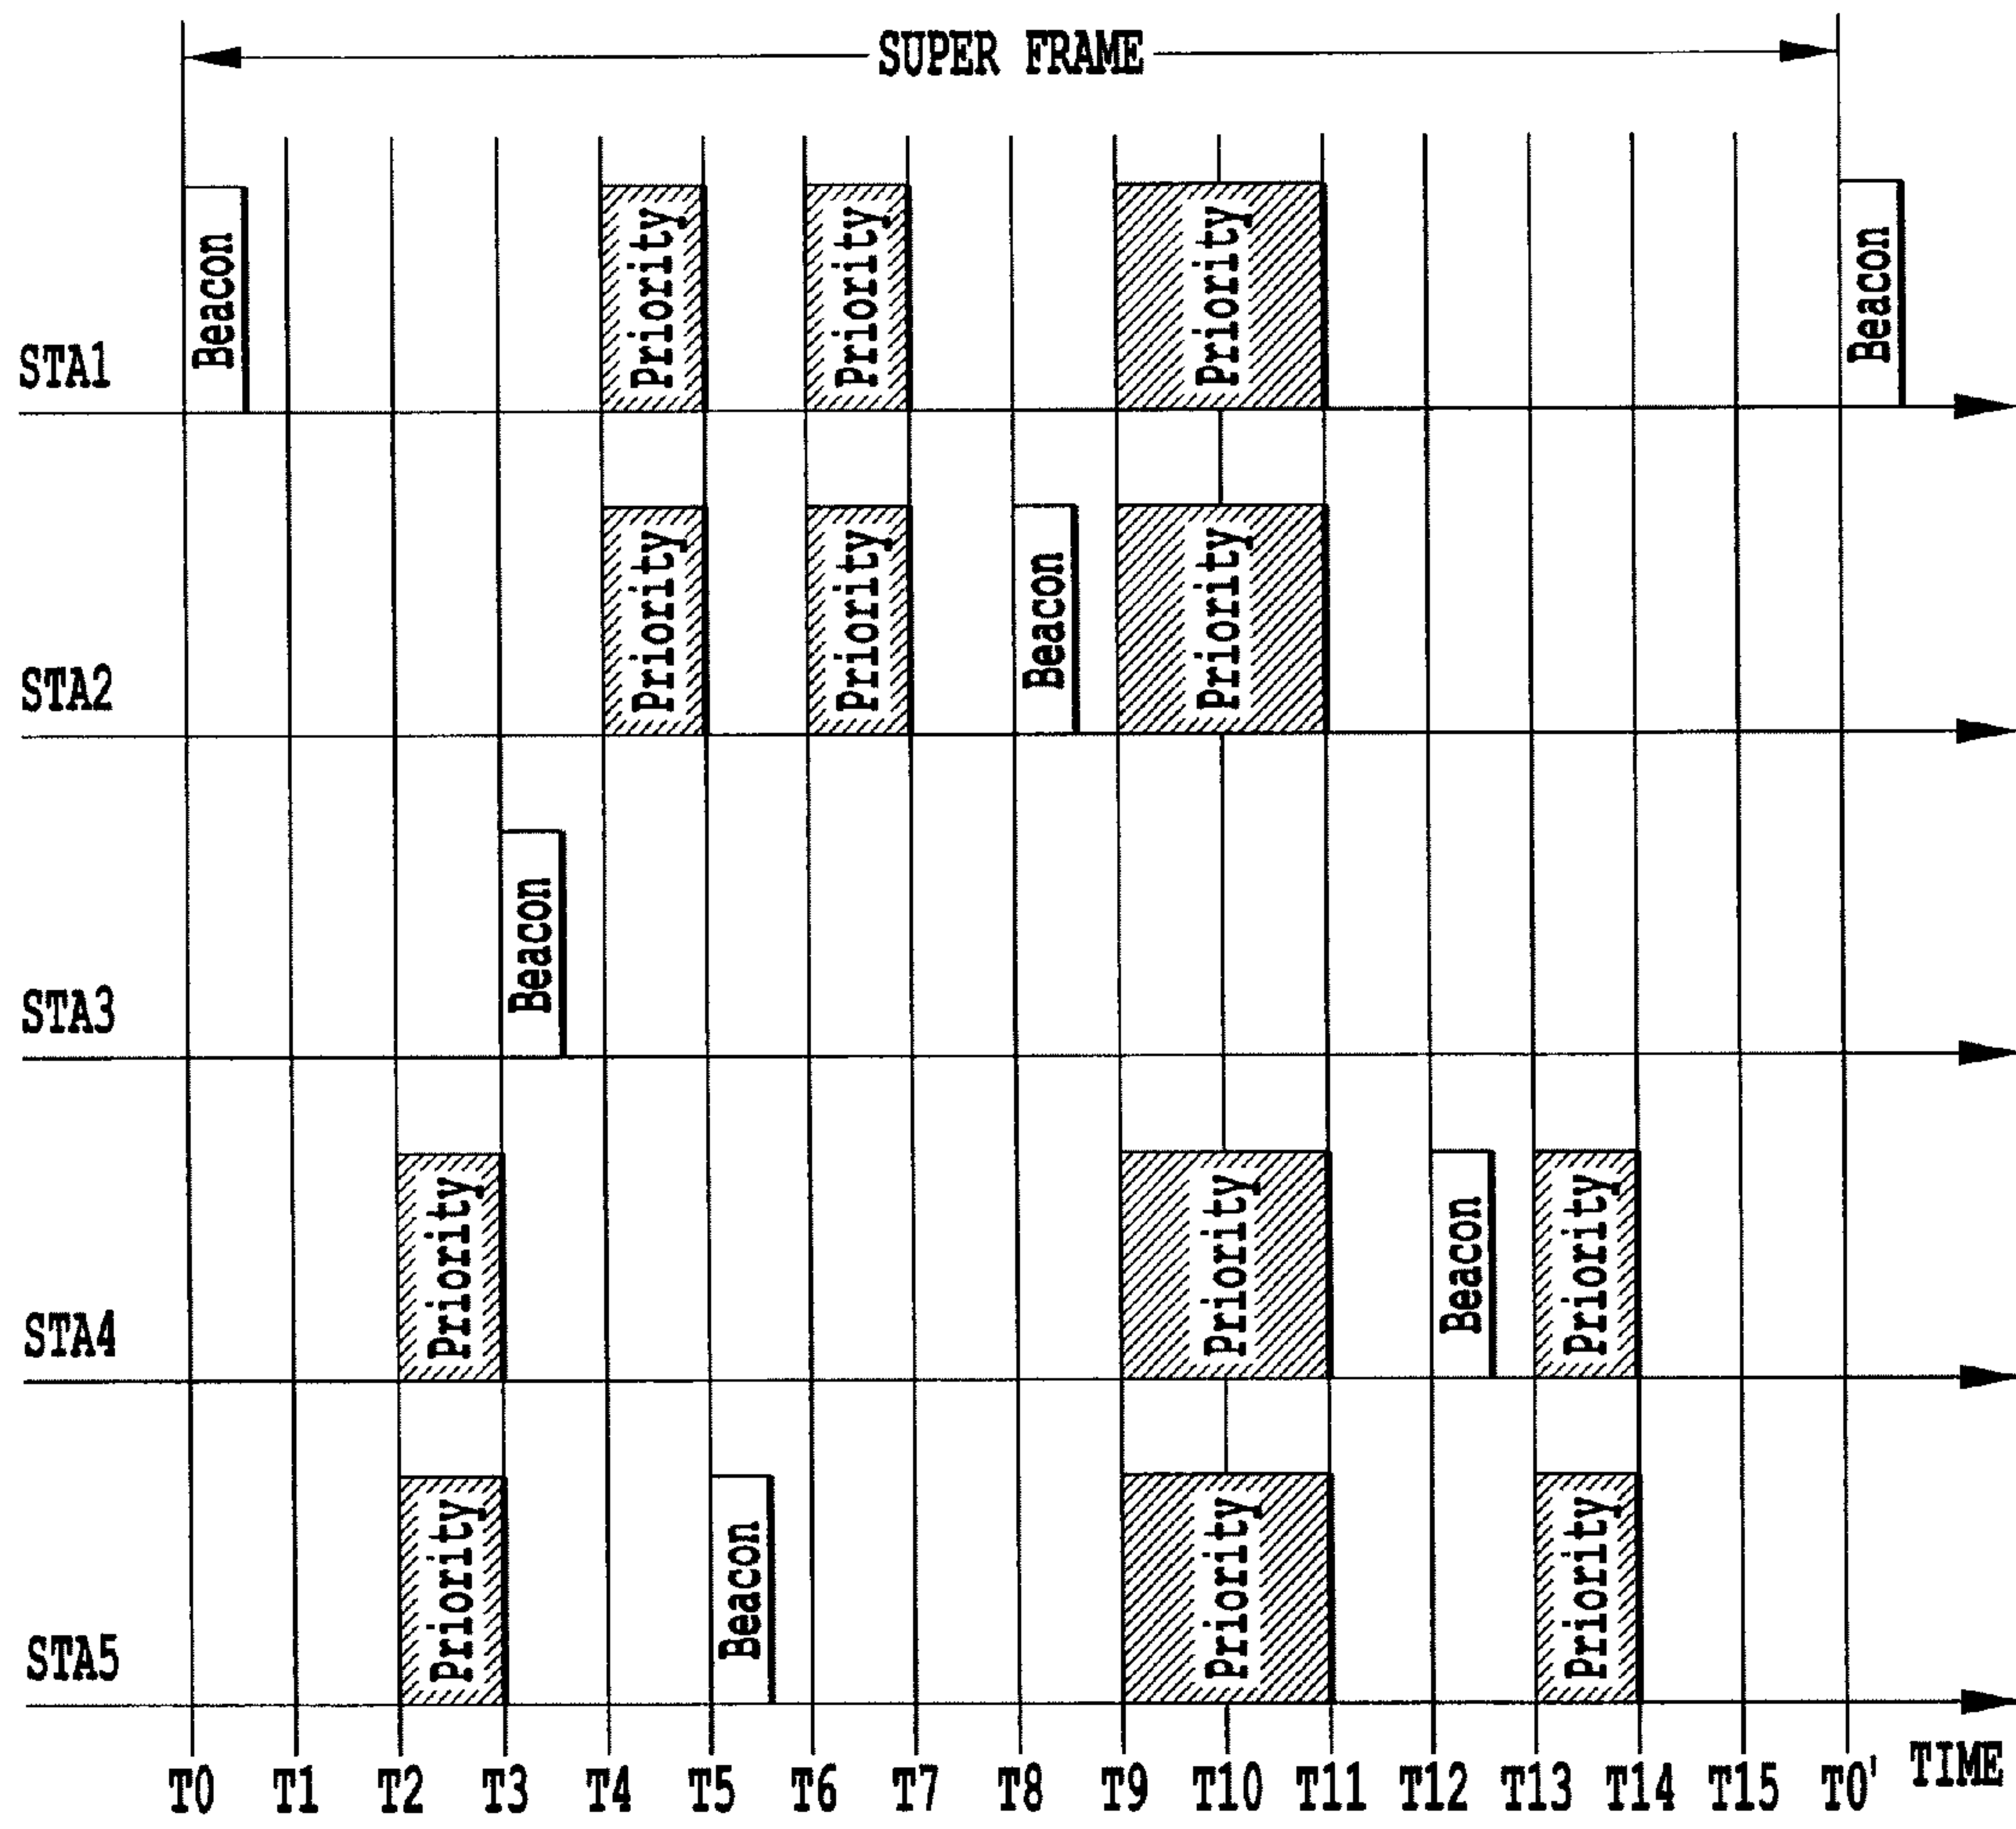 SUPER FRAME
STA1
Beacon
Priority
Priority
Priority
Beacon
STA2
Priority
Priority
Beacon
Priority
STA3
Beacon
STA4
Priority
Priority
Beacon
Priority
STA5
Priority
Beacon
Priority
Priority
T0 T1 T2 T3 T4 T5 T6 T7 T8 T9 T10 T11 T12 T13 T14 T15 T0' TIME